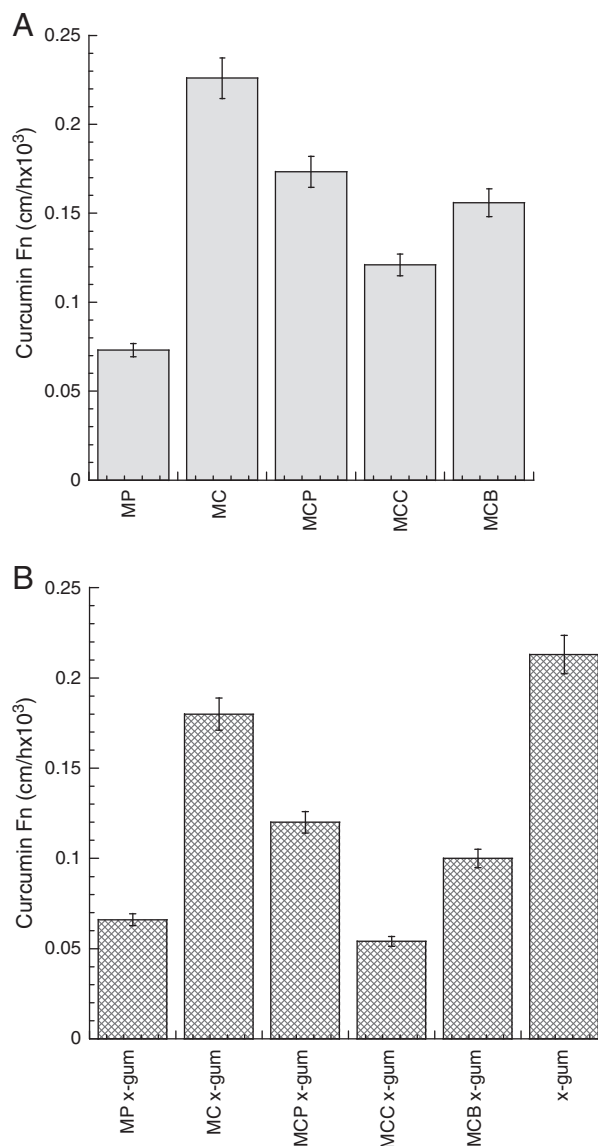 A
0.25
0.2
0.15
0.1
0.05
0
Curcumin Fn (cm/hx10³)
MP
MC
MCP
MCC
MCB
B
0.25
0.2
0.15
0.1
0.05
0
Curcumin Fn (cm/hx10³)
MP x-gum
MC x-gum
MCP x-gum
MCC x-gum
MCB x-gum
x-gum